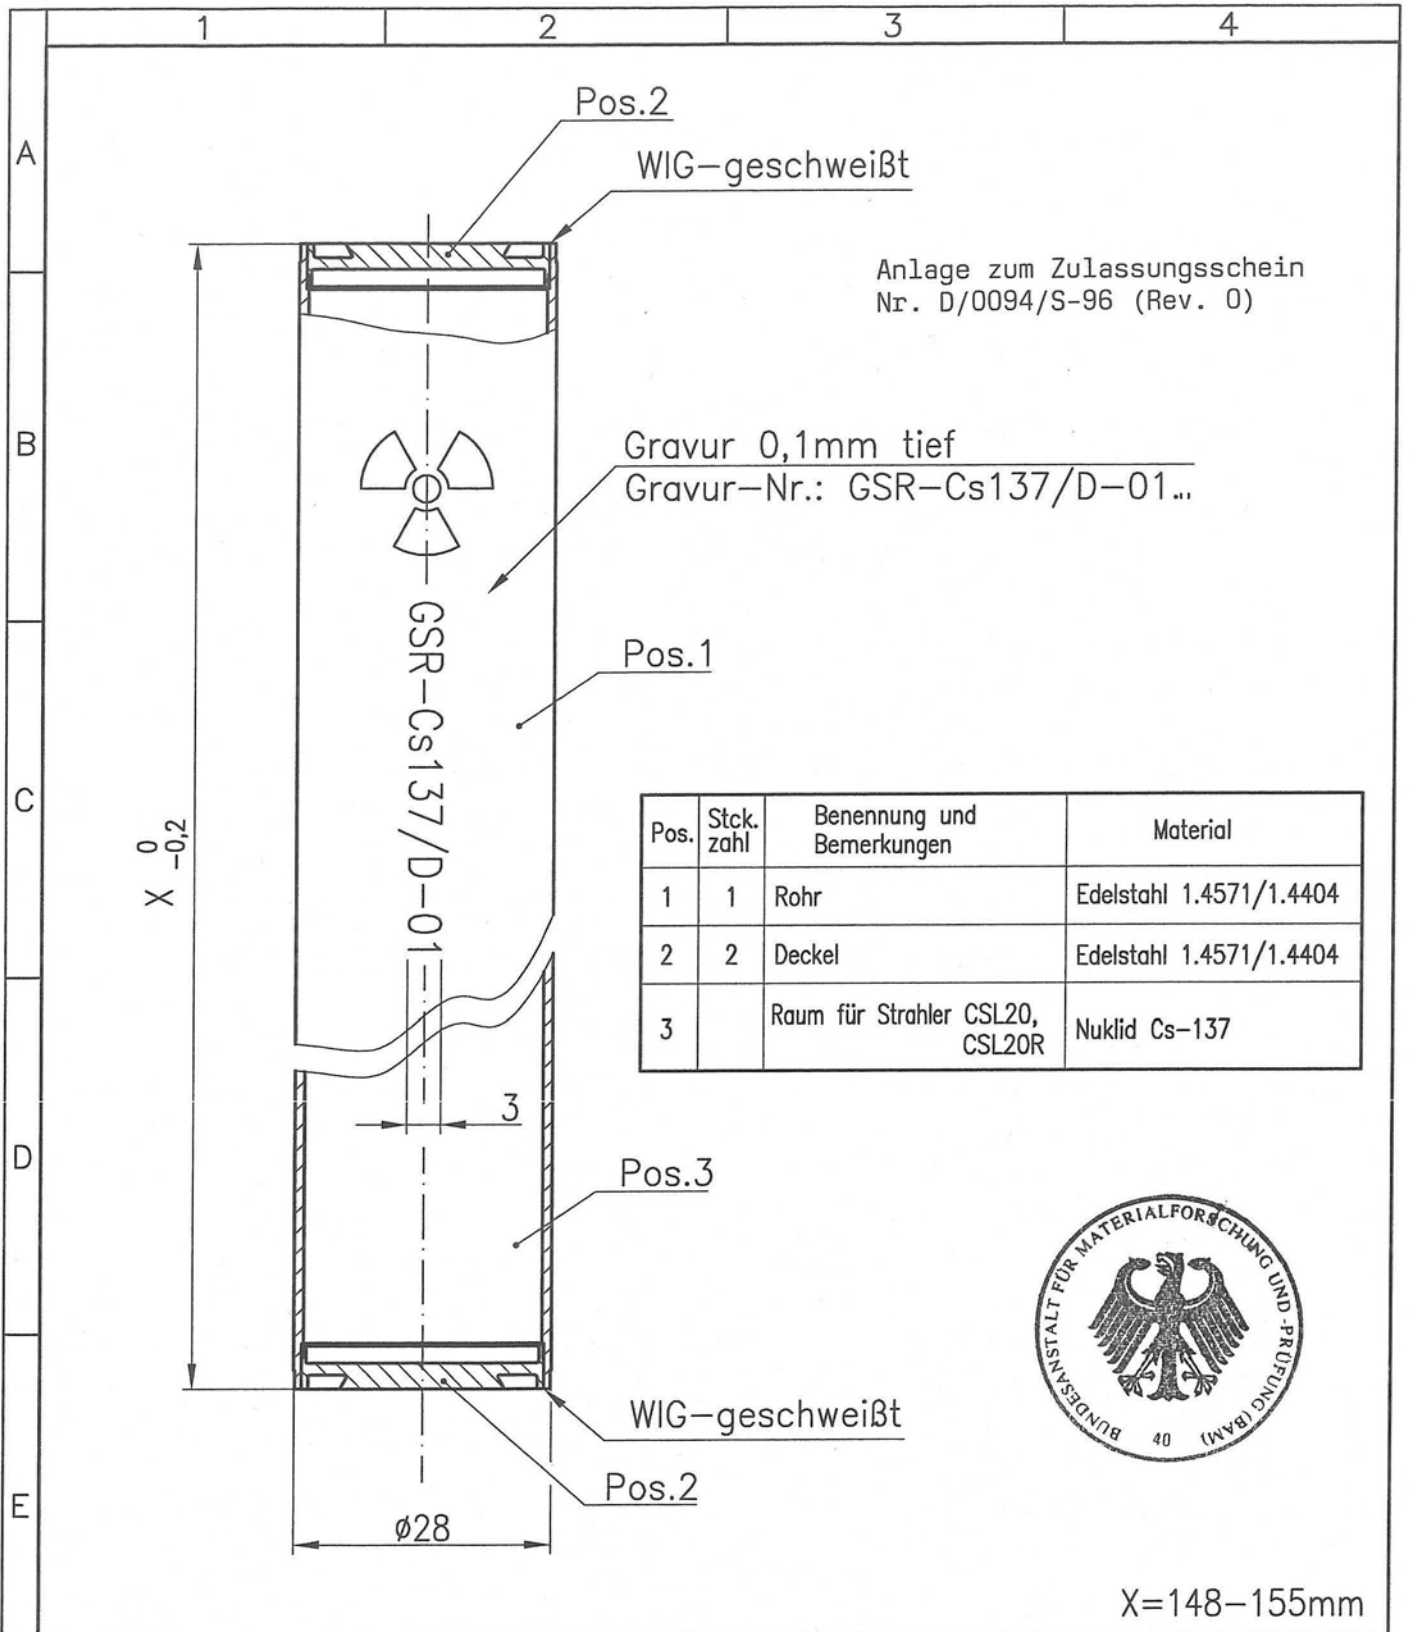 1 2 3 4
A
B
C
D
E
Pos.2
WIG-geschweißt
Anlage zum Zulassungsschein
Nr. D/0094/S-96 (Rev. 0)
Gravur 0,1mm tief
Gravur-Nr.: GSR-Cs137/D-01...
GSR-Cs137/D-01
Pos.1
X 0 -0,2
Pos. Stck. zahl Benennung und Bemerkungen Material
1 1 Rohr Edelstahl 1.4571/1.4404
2 2 Deckel Edelstahl 1.4571/1.4404
3 Raum für Strahler CSL20, CSL20R Nuklid Cs-137
3
Pos.3
BUNDESANSTALT FÜR MATERIALFORSCHUNG UND -PRÜFUNG (BAM)
40
WIG-geschweißt
Pos.2
ø28
X=148-155mm